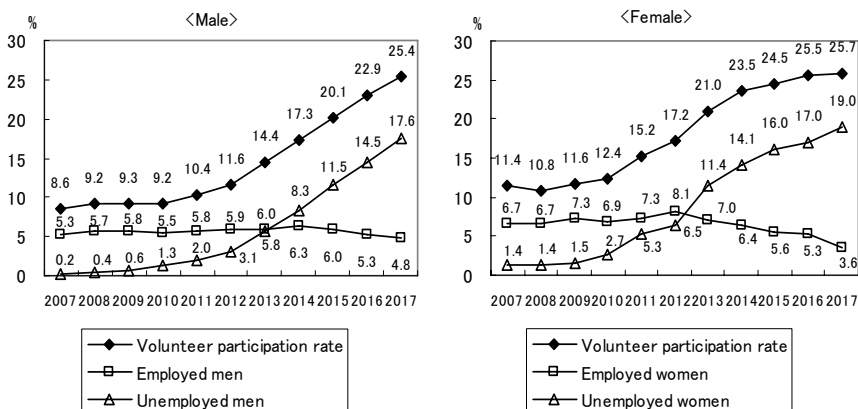 <Male>
%
30
25
20
15
10
5
0
25.4
22.9
20.1
17.3
14.4
11.6
10.4
9.2
9.3
9.2
8.6
5.3 5.7 5.8 5.5 5.8 5.9 6.0
0.2 0.4 0.6 1.3 2.0 3.1 5.8 8.3 11.5 14.5 17.6
6.3 6.0 5.3 4.8
2007 2008 2009 2010 2011 2012 2013 2014 2015 2016 2017
Volunteer participation rate
Employed men
Unemployed men
<Female>
%
30
25
20
15
10
5
0
11.4 10.8 11.6 12.4 15.2 17.2 21.0 23.5 24.5 25.5 25.7
6.7 6.7 7.3 6.9 7.3 8.1 7.0 6.4 5.6 5.3 3.6
1.4 1.4 1.5 2.7 5.3 6.5 11.4 14.1 16.0 17.0 19.0
2007 2008 2009 2010 2011 2012 2013 2014 2015 2016 2017
Volunteer participation rate
Employed women
Unemployed women